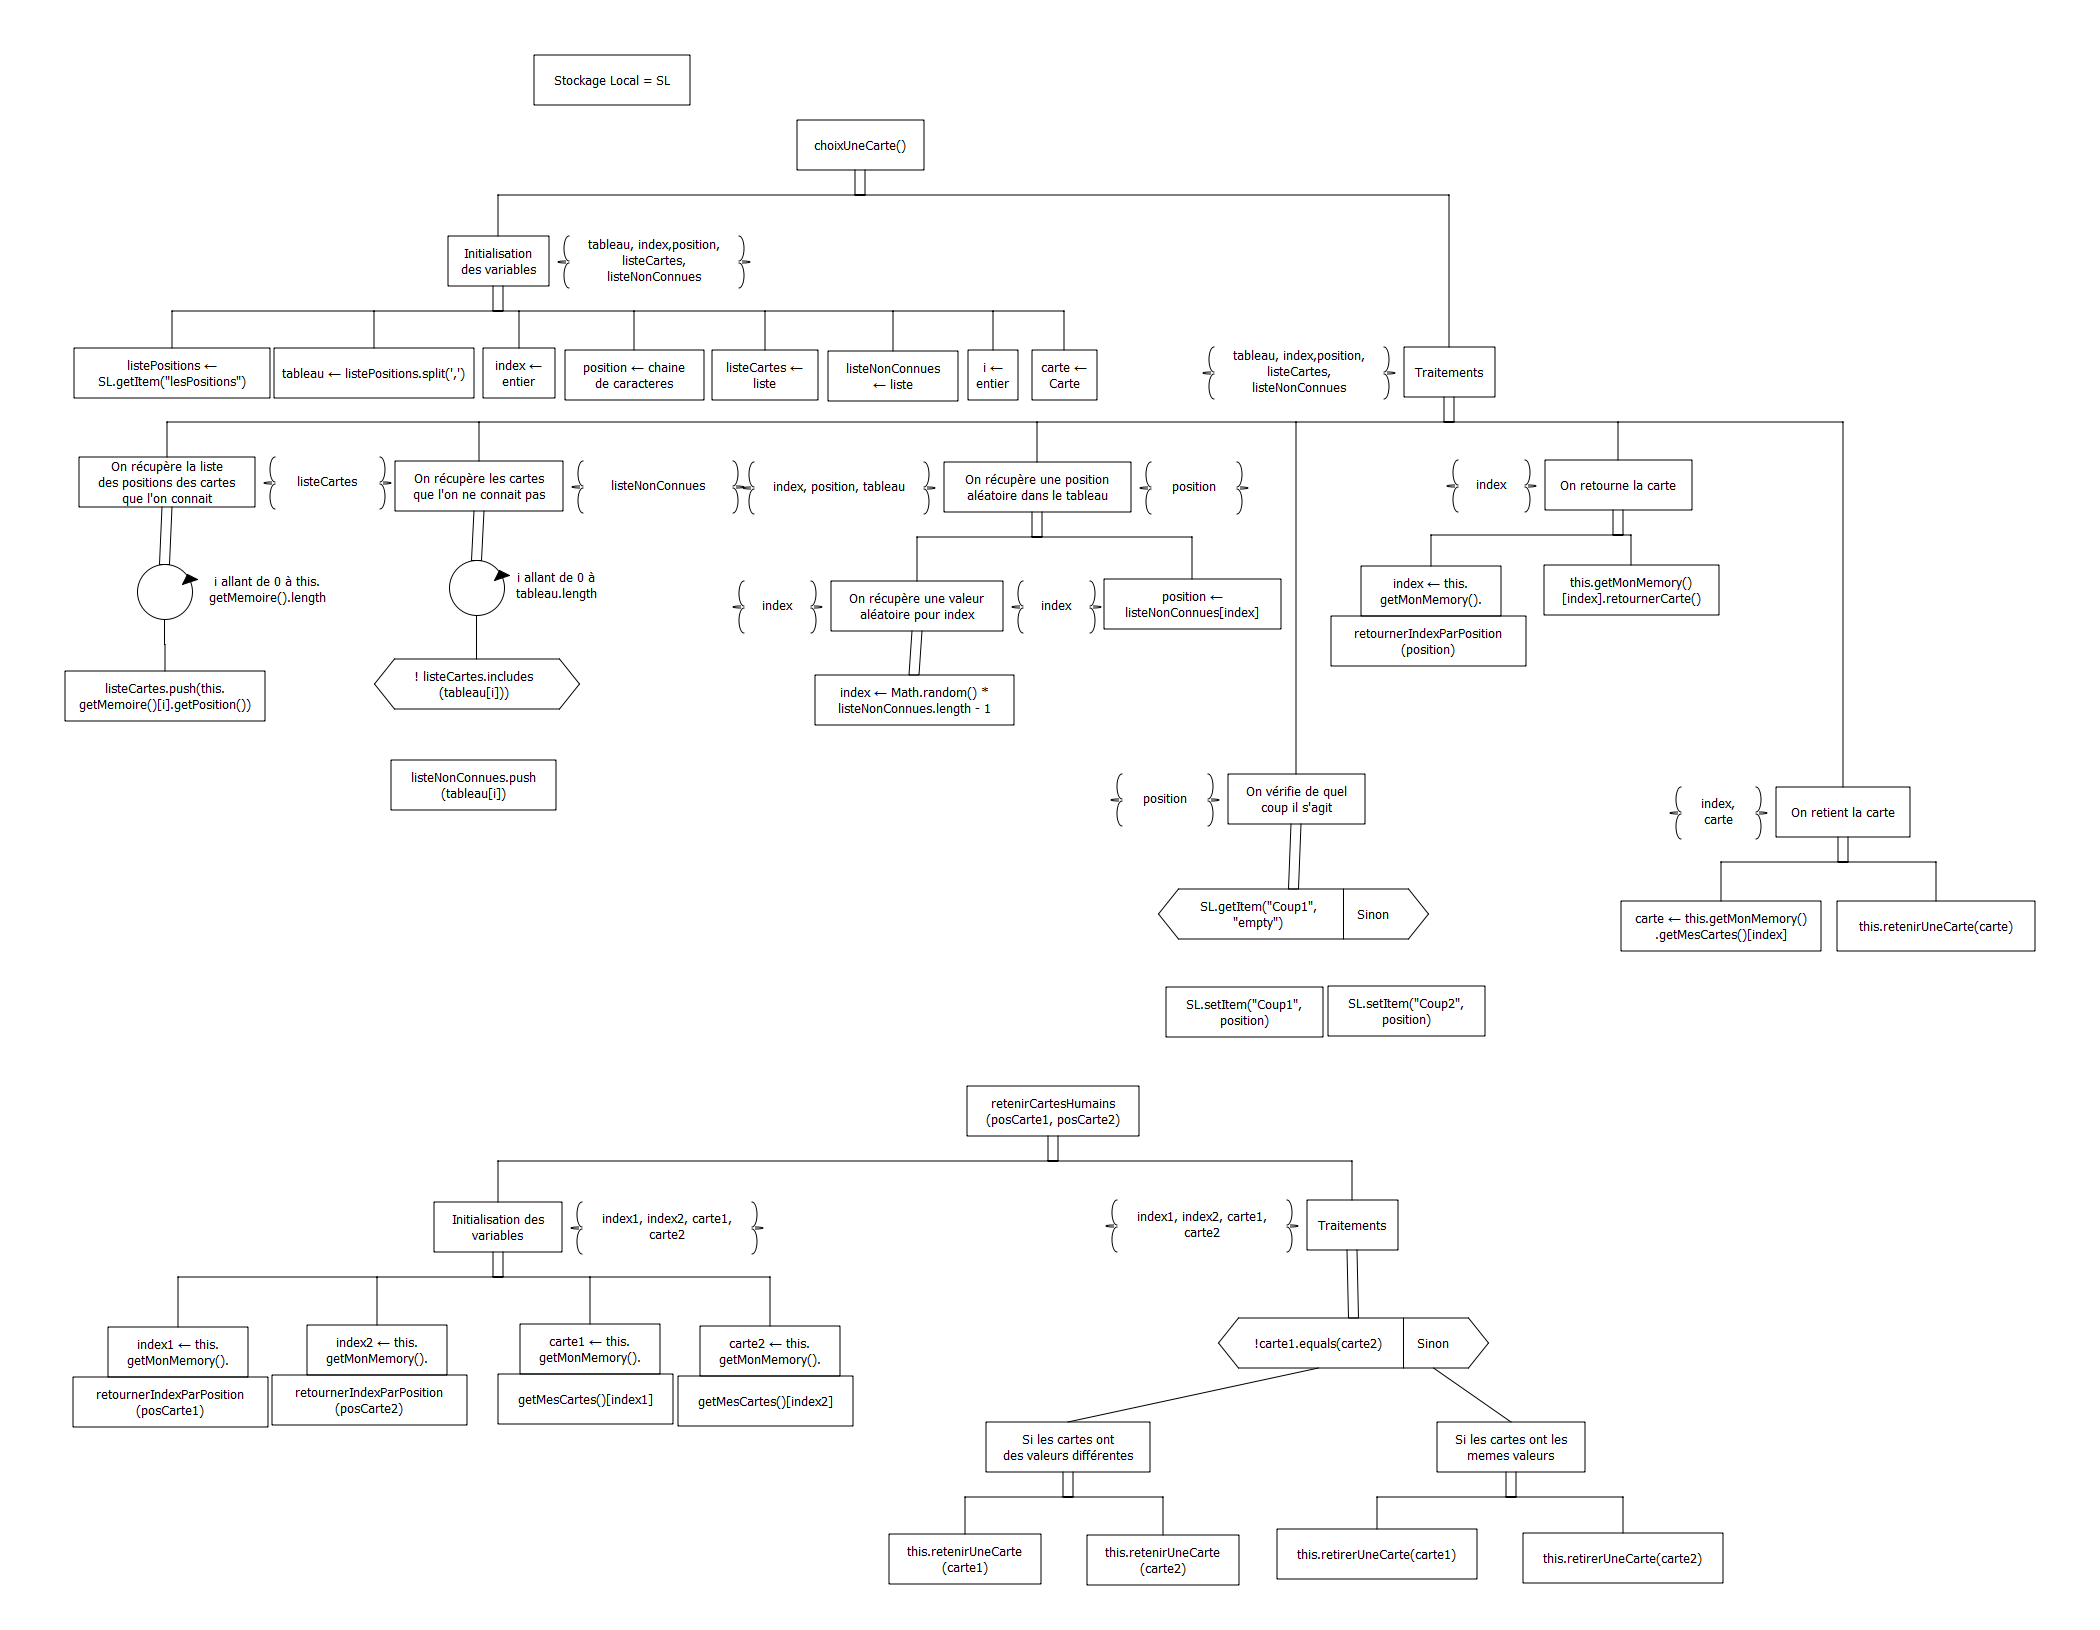 Stockage Local = SL
choixUneCarte()
Initialisation
des variables
tableau, index,position,
listeCartes,
listeNonConnues
listePositions ←
SL.getItem("lesPositions")
tableau ← listePositions.split(',')
index ←
entier
position ← chaine
de caracteres
listeCartes ←
liste
listeNonConnues
← liste
i ←
entier
carte ←
Carte
tableau, index,position,
listeCartes,
listeNonConnues
Traitements
On récupère la liste
des positions des cartes
que l'on connait
listeCartes
On récupère les cartes
que l'on ne connait pas
listeNonConnues
index, position, tableau
On récupère une position
aléatoire dans le tableau
position
index
On retourne la carte
i allant de 0 à this.
getMemoire().length
i allant de 0 à
tableau.length
index
On récupère une valeur
aléatoire pour index
index
position ←
listeNonConnues[index]
index ← this.
getMonMemory().
retournerIndexParPosition
(position)
this.getMonMemory()
[index].retournerCarte()
listeCartes.push(this.
getMemoire()[i].getPosition())
! listeCartes.includes
(tableau[i]))
index ← Math.random() *
listeNonConnues.length - 1
listeNonConnues.push
(tableau[i])
position
On vérifie de quel
coup il s'agit
index,
carte
On retient la carte
SL.getItem("Coup1",
"empty")
Sinon
carte ← this.getMonMemory()
.getMesCartes()[index]
this.retenirUneCarte(carte)
SL.setItem("Coup1",
position)
SL.setItem("Coup2",
position)
retenirCartesHumains
(posCarte1, posCarte2)
Initialisation des
variables
index1, index2, carte1,
carte2
index1, index2, carte1,
carte2
Traitements
index1 ← this.
getMonMemory().
retournerIndexParPosition
(posCarte1)
index2 ← this.
getMonMemory().
retournerIndexParPosition
(posCarte2)
carte1 ← this.
getMonMemory().
getMesCartes()[index1]
carte2 ← this.
getMonMemory().
getMesCartes()[index2]
!carte1.equals(carte2)
Sinon
Si les cartes ont
des valeurs différentes
Si les cartes ont les
memes valeurs
this.retenirUneCarte
(carte1)
this.retenirUneCarte
(carte2)
this.retirerUneCarte(carte1)
this.retirerUneCarte(carte2)